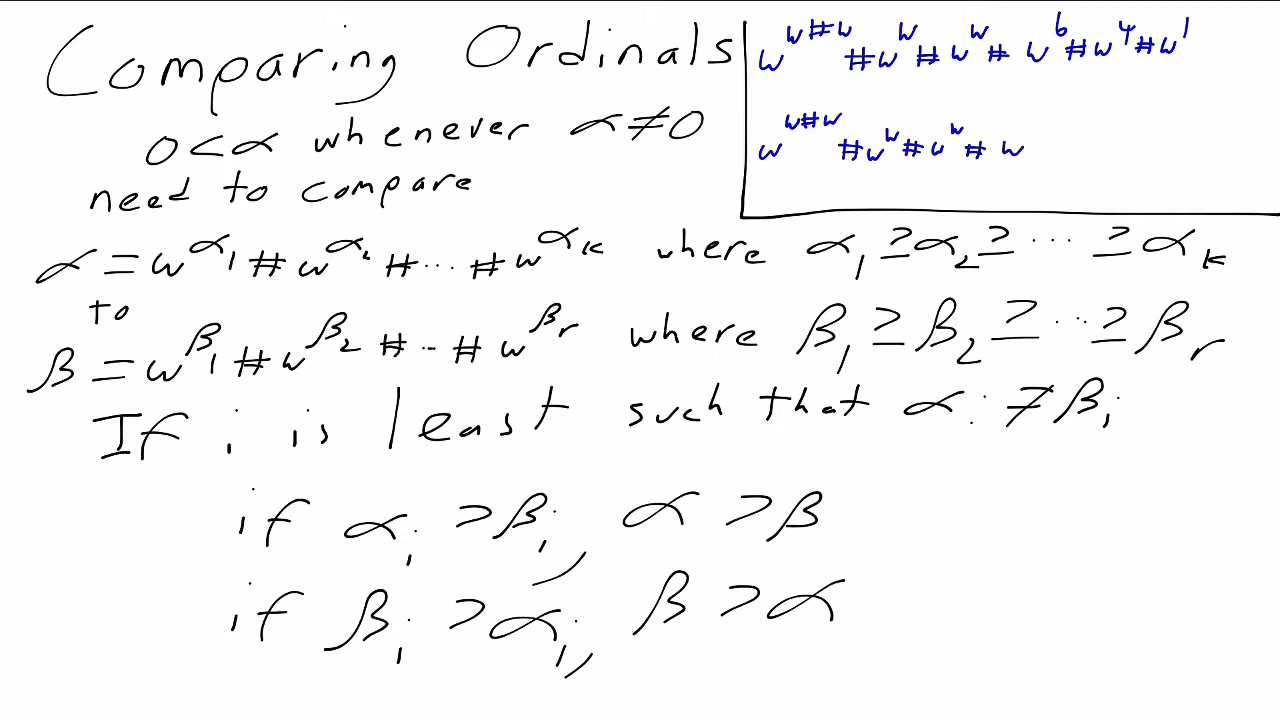 Comparing Ordinals
0<α whenever α≠0
need to compare
α=ω^α₁#ω^α₂#...#ω^αₖ where α₁≥α₂≥...≥αₖ
to
β=ω^β₁#ω^β₂#...#ω^βᵣ where β₁≥β₂≥...≥βᵣ
If i is least such that αᵢ≠βᵢ
if αᵢ>βᵢ, α>β
if βᵢ>αᵢ, β>α
ω^(ω#ω)#ω^ω#ω^ω#ω^6#ω^4#ω^1
ω^(ω#ω)#ω^ω#ω^ω#ω